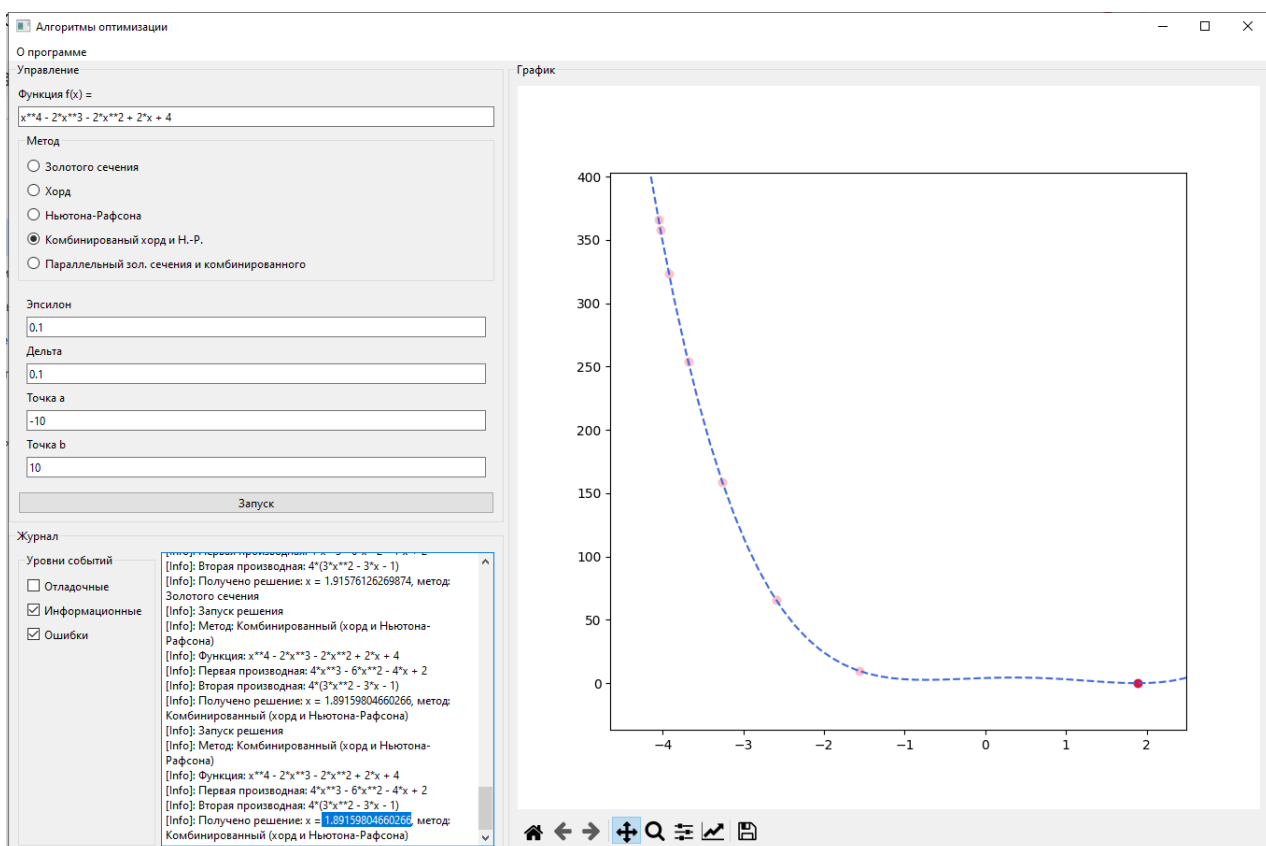 Алгоритмы оптимизации
О программе
Управление
Функция f(x) =
x**4 - 2*x**3 - 2*x**2 + 2*x + 4
Метод
Золотого сечения
Хорд
Ньютона-Рафсона
Комбинированый хорд и Н.-Р.
Параллельный зол. сечения и комбинированного
Эпсилон
0.1
Дельта
0.1
Точка a
-10
Точка b
10
Запуск
Журнал
Уровни событий
Отладочные
Информационные
Ошибки
[Info]: Вторая производная: 4*(3*x**2 - 3*x - 1)
[Info]: Получено решение: x = 1.91576126269874, метод:
Золотого сечения
[Info]: Запуск решения
[Info]: Метод: Комбинированный (хорд и Ньютона-
Рафсона)
[Info]: Функция: x**4 - 2*x**3 - 2*x**2 + 2*x + 4
[Info]: Первая производная: 4*x**3 - 6*x**2 - 4*x + 2
[Info]: Вторая производная: 4*(3*x**2 - 3*x - 1)
[Info]: Получено решение: x = 1.89159804660266, метод:
Комбинированный (хорд и Ньютона-Рафсона)
[Info]: Запуск решения
[Info]: Метод: Комбинированный (хорд и Ньютона-
Рафсона)
[Info]: Функция: x**4 - 2*x**3 - 2*x**2 + 2*x + 4
[Info]: Первая производная: 4*x**3 - 6*x**2 - 4*x + 2
[Info]: Вторая производная: 4*(3*x**2 - 3*x - 1)
[Info]: Получено решение: x = 1.89159804660266, метод:
Комбинированный (хорд и Ньютона-Рафсона)
График
400
350
300
250
200
150
100
50
0
−4 −3 −2 −1 0 1 2